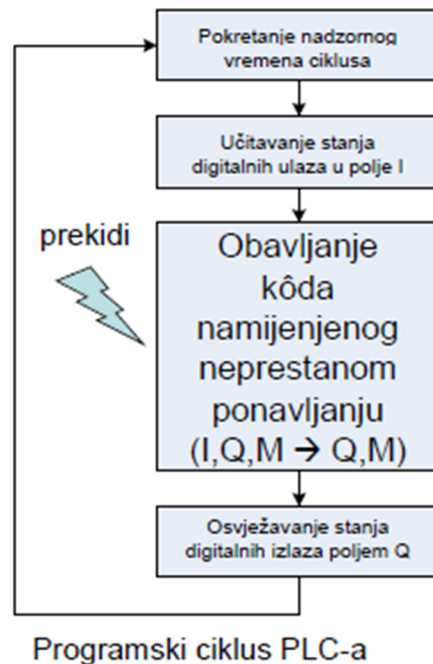 Pokretanje nadzornog
vremena ciklusa
Učitavanje stanja
digitalnih ulaza u polje I
prekidi
Obavljanje
kôda
namijenjenog
neprestanom
ponavljanju
(I,Q,M → Q,M)
Osvježavanje stanja
digitalnih izlaza poljem Q
Programski ciklus PLC-a